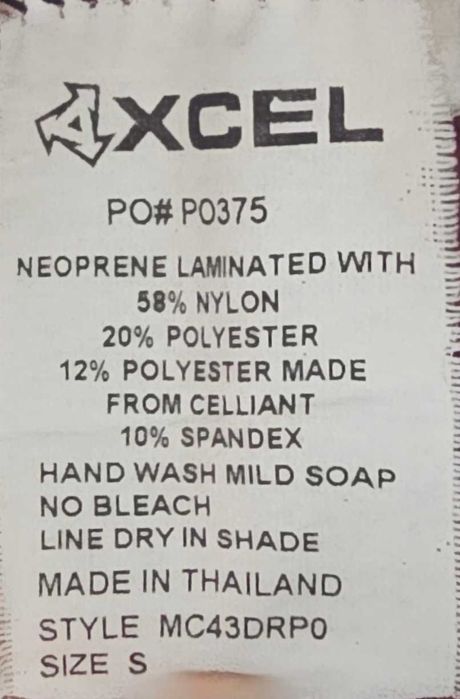 XCEL
PO# P0375
NEOPRENE LAMINATED WITH
58% NYLON
20% POLYESTER
12% POLYESTER MADE
FROM CELLIANT
10% SPANDEX
HAND WASH MILD SOAP
NO BLEACH
LINE DRY IN SHADE
MADE IN THAILAND
STYLE MC43DRP0
SIZE S